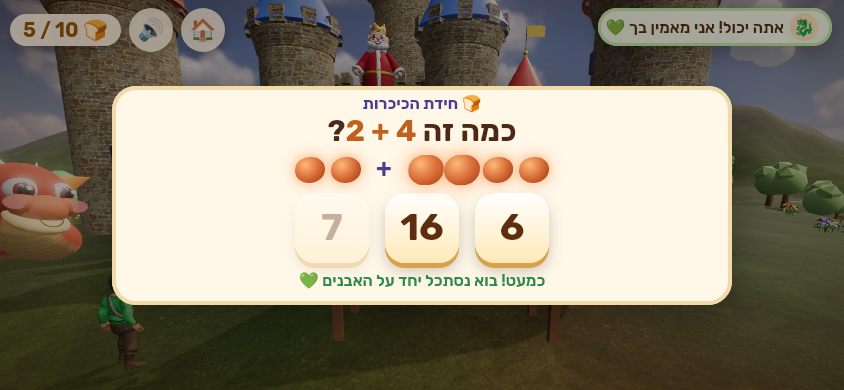 5 / 10
אתה יכול! אני מאמין בך 💚
חידת הכיכרות
כמה זה 4 + 2?
+
7
16
6
כמעט! בוא נסתכל יחד על האבנים 💚